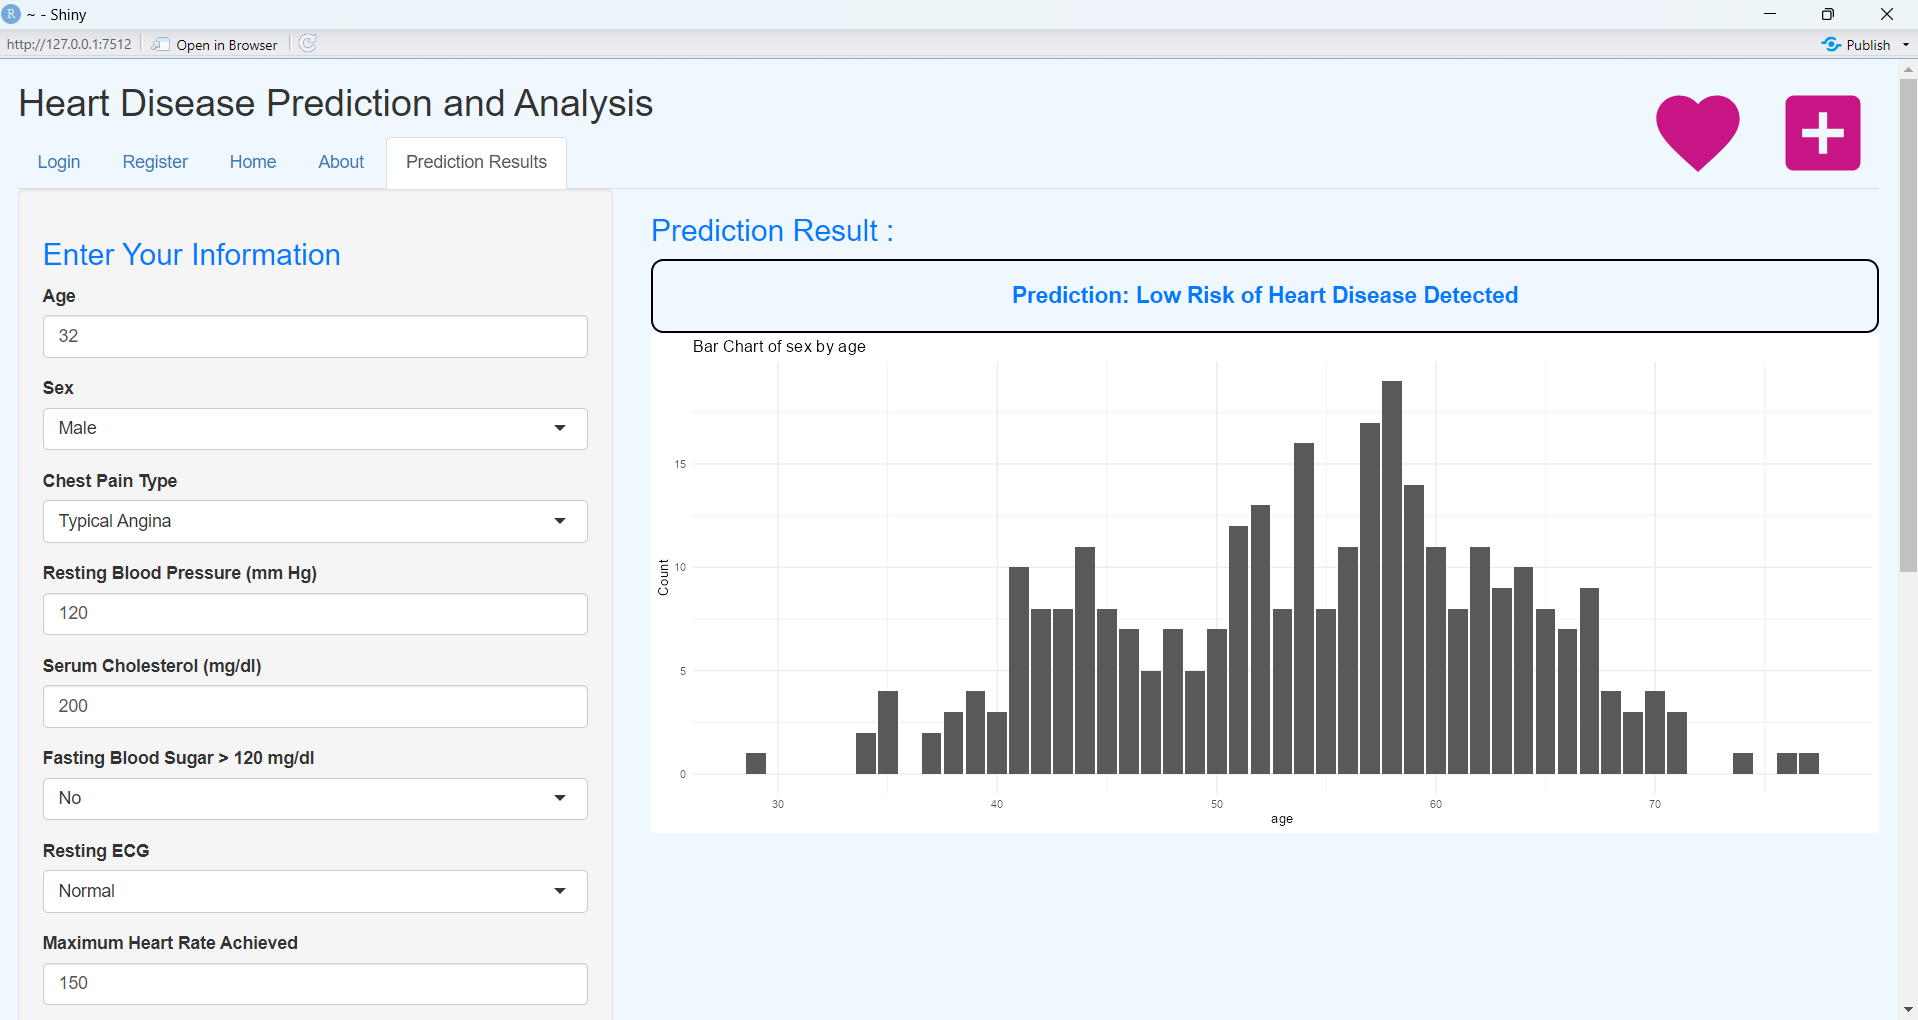 R ~ - Shiny
http://127.0.0.1:7512 Open in Browser Publish
Heart Disease Prediction and Analysis
Login Register Home About Prediction Results
Enter Your Information
Age
32
Sex
Male
Chest Pain Type
Typical Angina
Resting Blood Pressure (mm Hg)
120
Serum Cholesterol (mg/dl)
200
Fasting Blood Sugar > 120 mg/dl
No
Resting ECG
Normal
Maximum Heart Rate Achieved
150
Prediction Result :
Prediction: Low Risk of Heart Disease Detected
Bar Chart of sex by age
Count
15
10
5
0
30 40 50 60 70
age